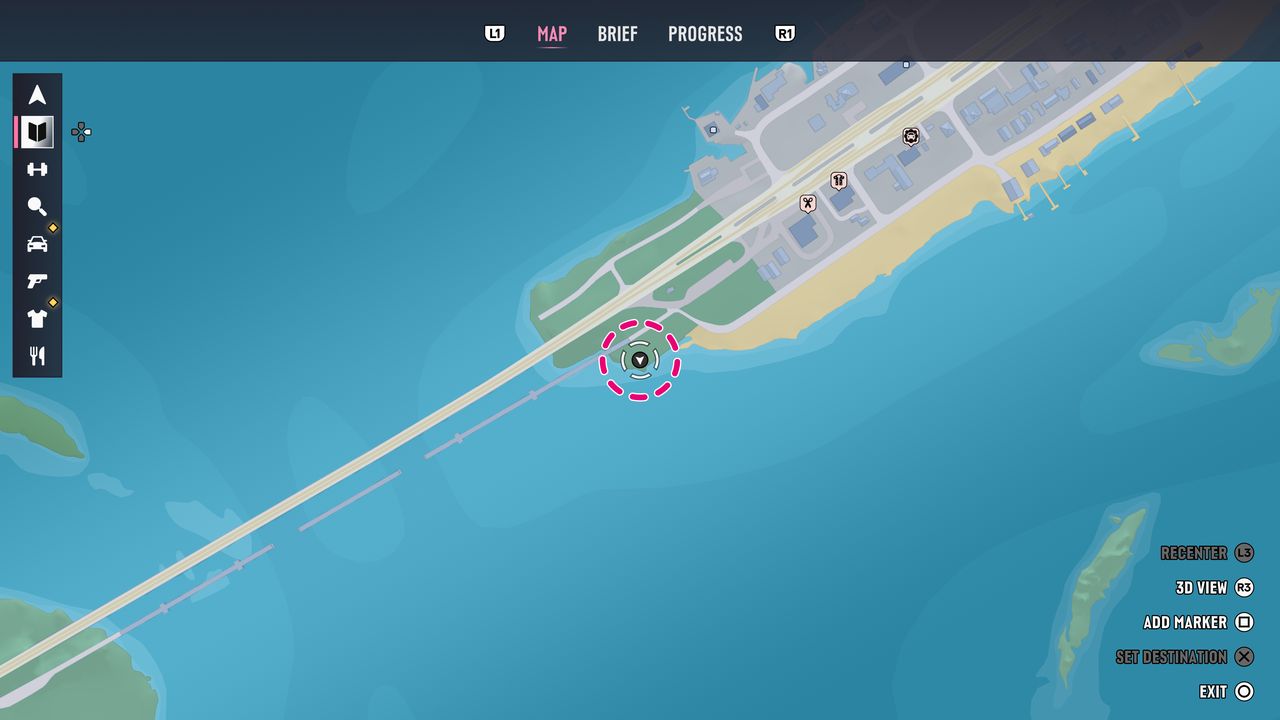 L1 MAP BRIEF PROGRESS R1
RECENTER L3
3D VIEW R3
ADD MARKER
SET DESTINATION
EXIT